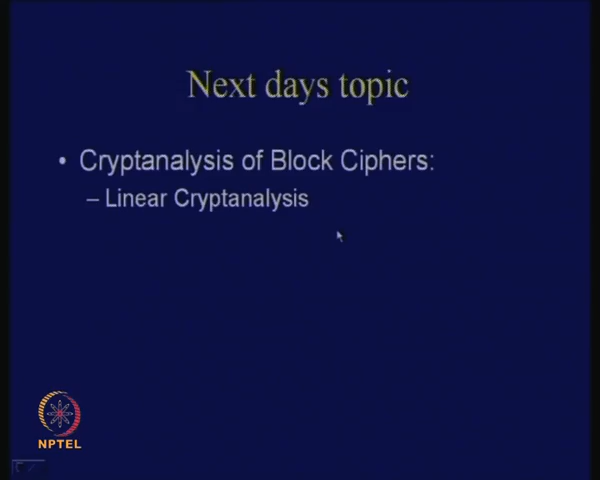 Next days topic
• Cryptanalysis of Block Ciphers:
– Linear Cryptanalysis
NPTEL